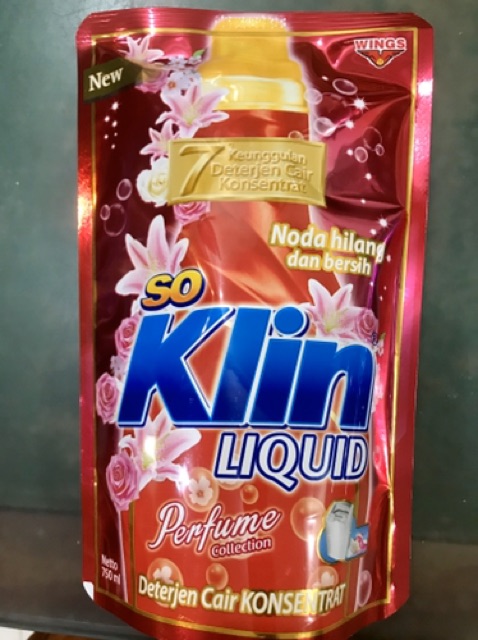 WINGS
New
7 Keunggulan
Deterjen Cair
Konsentrat
Noda hilang
dan bersih
SO
Klin
LIQUID
Perfume
Collection
Netto
750 ml
Deterjen Cair KONSENTRAT